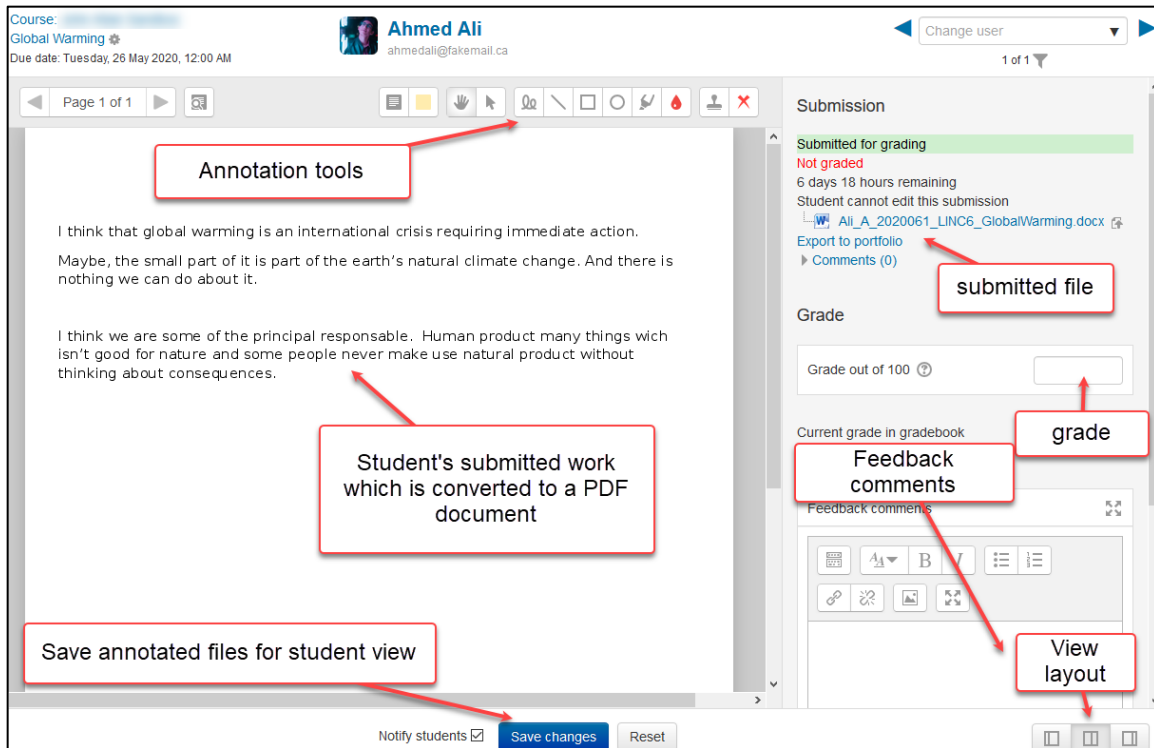 Course:
Global Warming
Due date: Tuesday, 26 May 2020, 12:00 AM
Ahmed Ali
ahmedali@fakemail.ca
Change user
1 of 1
Page 1 of 1
Annotation tools
I think that global warming is an international crisis requiring immediate action.
Maybe, the small part of it is part of the earth's natural climate change. And there is
nothing we can do about it.
I think we are some of the principal responsable. Human product many things wich
isn't good for nature and some people never make use natural product without
thinking about consequences.
Student's submitted work
which is converted to a PDF
document
Save annotated files for student view
Submission
Submitted for grading
Not graded
6 days 18 hours remaining
Student cannot edit this submission
Ali_A_2020061_LINC6_GlobalWarming.docx
Export to portfolio
Comments (0)
submitted file
Grade
Grade out of 100
grade
Current grade in gradebook
Feedback
comments
Feedback comments
B I
View
layout
Notify students
Save changes
Reset